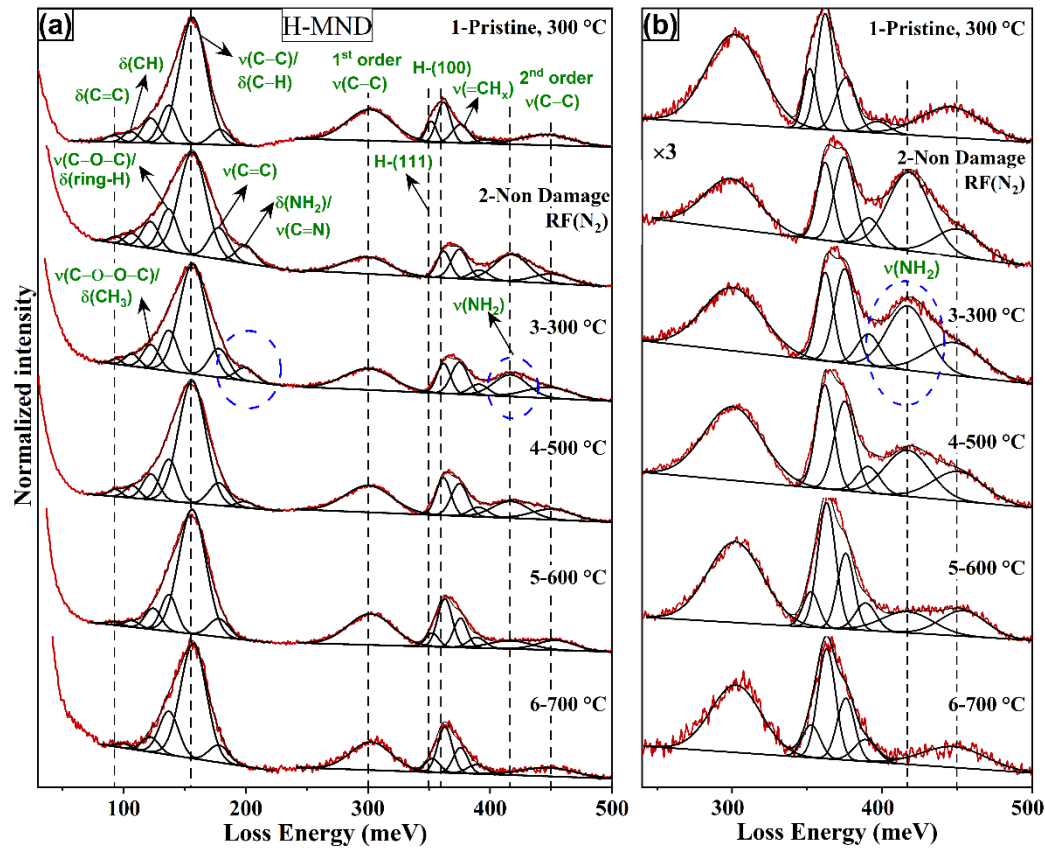 (a)
H-MND
1-Pristine, 300 °C
ν(C−C)/
δ(C−H)
δ(CH)
δ(C=C)
1st order
ν(C−C)
H-(100)
ν(=CHx)
2nd order
ν(C−C)
ν(C−O−C)/
δ(ring-H)
ν(C=C)
δ(NH2)/
ν(C=N)
H-(111)
2-Non Damage
RF(N2)
ν(C−O−O−C)/
δ(CH3)
ν(NH2)
3-300 °C
4-500 °C
5-600 °C
6-700 °C
Normalized intensity
100
200
300
400
500
Loss Energy (meV)
(b)
1-Pristine, 300 °C
×3
2-Non Damage
RF(N2)
ν(NH2)
3-300 °C
4-500 °C
5-600 °C
6-700 °C
300
400
500
Loss Energy (meV)